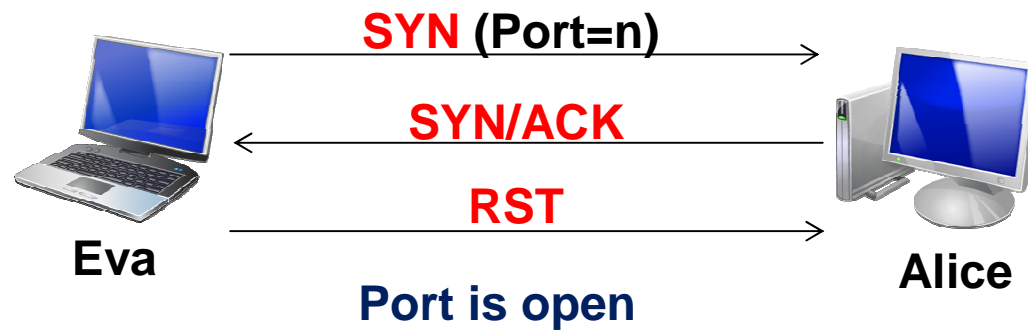 SYN (Port=n)
SYN/ACK
RST
Eva
Alice
Port is open